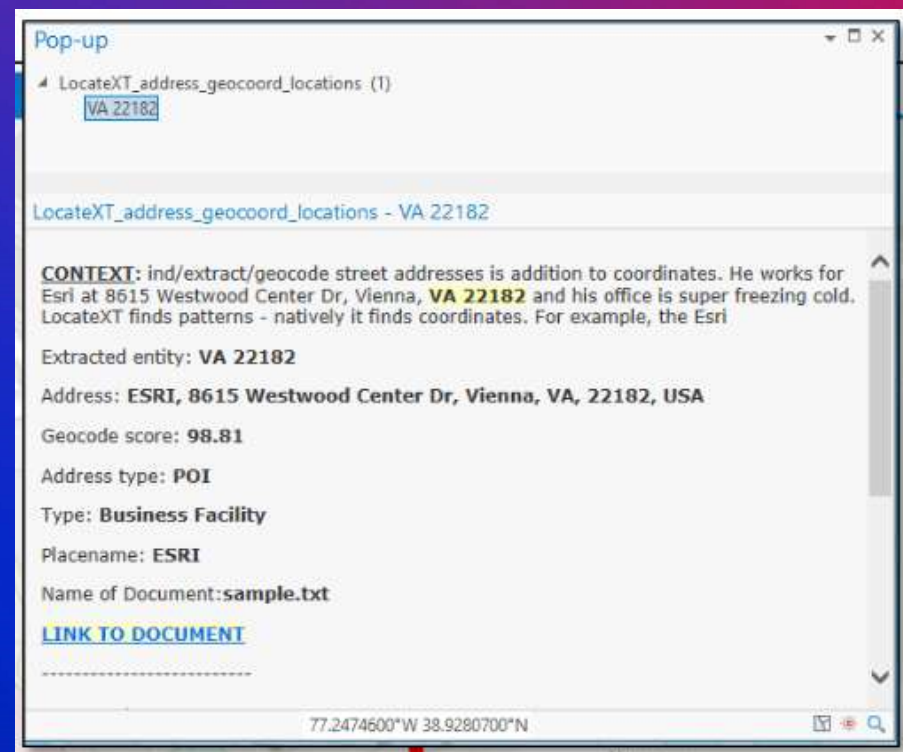 Pop-up
LocateXT_address_geocoord_locations (1)
VA 22182
LocateXT_address_geocoord_locations - VA 22182
CONTEXT: ind/extract/geocode street addresses is addition to coordinates. He works for
Esri at 8615 Westwood Center Dr, Vienna, VA 22182 and his office is super freezing cold.
LocateXT finds patterns - natively it finds coordinates. For example, the Esri
Extracted entity: VA 22182
Address: ESRI, 8615 Westwood Center Dr, Vienna, VA, 22182, USA
Geocode score: 98.81
Address type: POI
Type: Business Facility
Placename: ESRI
Name of Document:sample.txt
LINK TO DOCUMENT
--------------------------
77.2474600°W 38.9280700°N